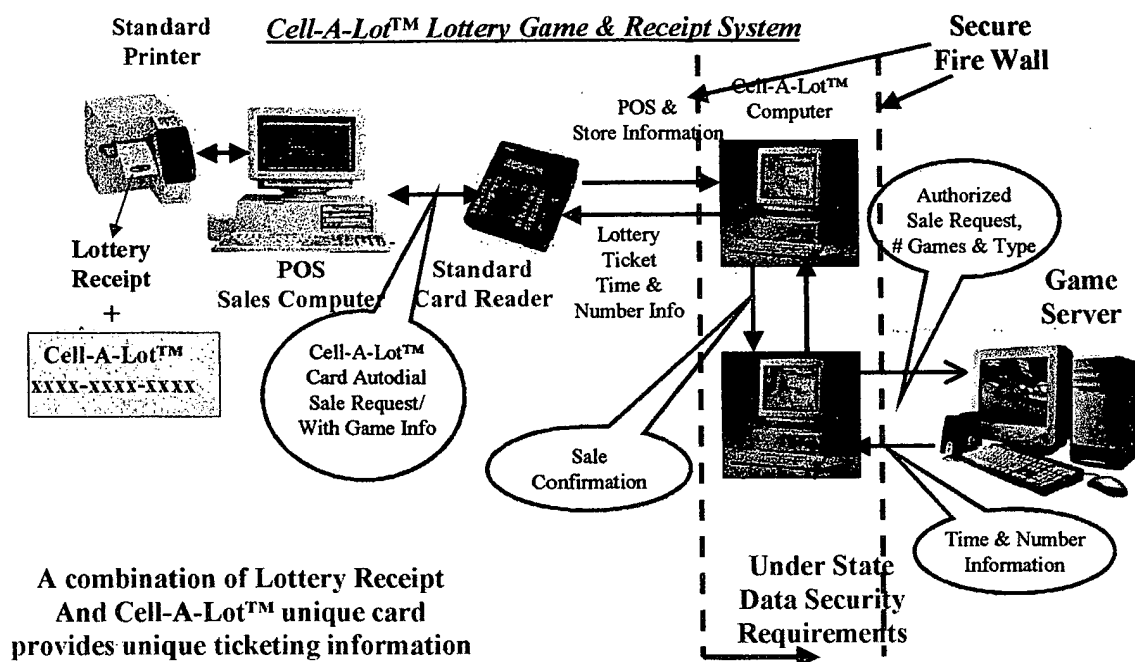 Cell-A-Lot™ Lottery Game & Receipt System
Standard
Printer
Secure
Fire Wall
POS &
Store Information
Cell-A-Lot™
Computer
Authorized
Sale Request,
# Games & Type
Lottery
Receipt
+
Cell-A-Lot™
xxxx-xxxx-xxxx
POS
Sales Computer
Standard
Card Reader
Lottery
Ticket
Time &
Number Info
Game
Server
Cell-A-Lot™
Card Autodial
Sale Request/
With Game Info
Sale
Confirmation
Time & Number
Information
A combination of Lottery Receipt
And Cell-A-Lot™ unique card
provides unique ticketing information
Under State
Data Security
Requirements